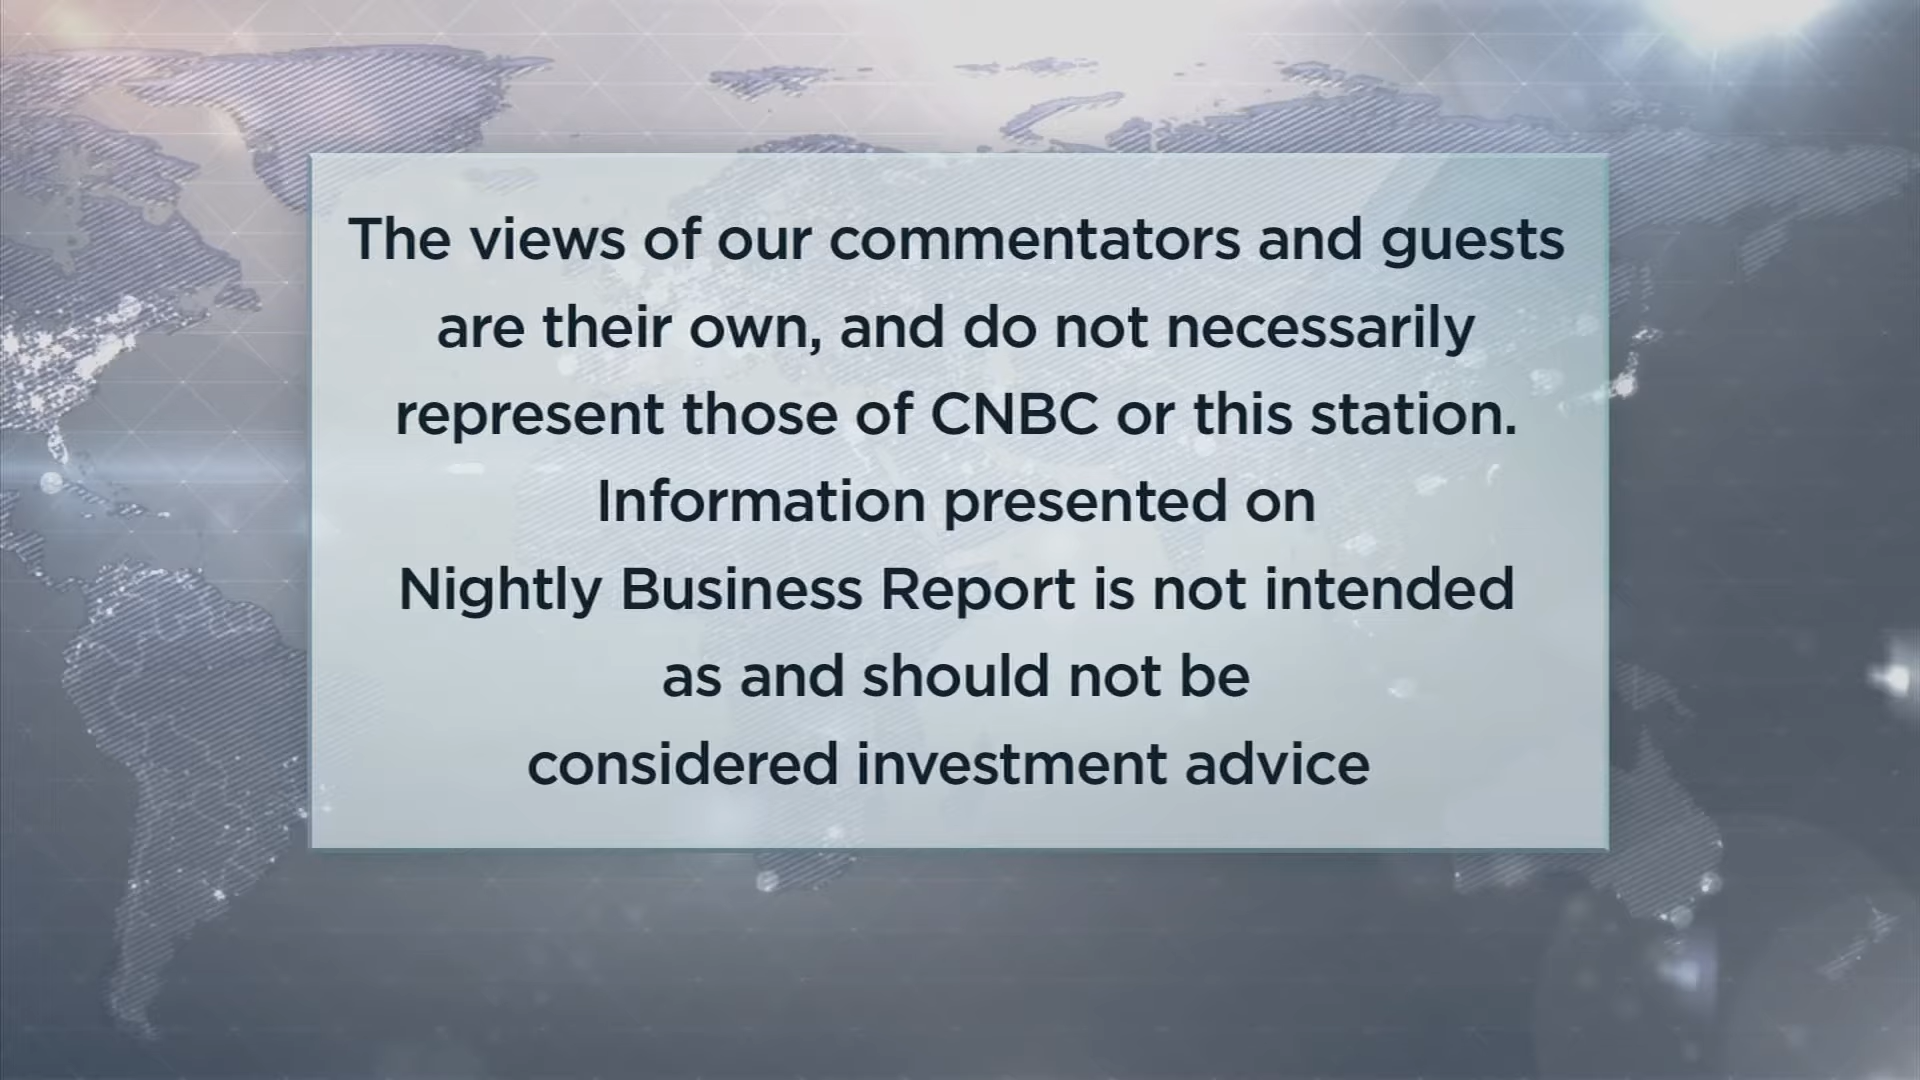 The views of our commentators and guests
are their own, and do not necessarily
represent those of CNBC or this station.
Information presented on
Nightly Business Report is not intended
as and should not be
considered investment advice